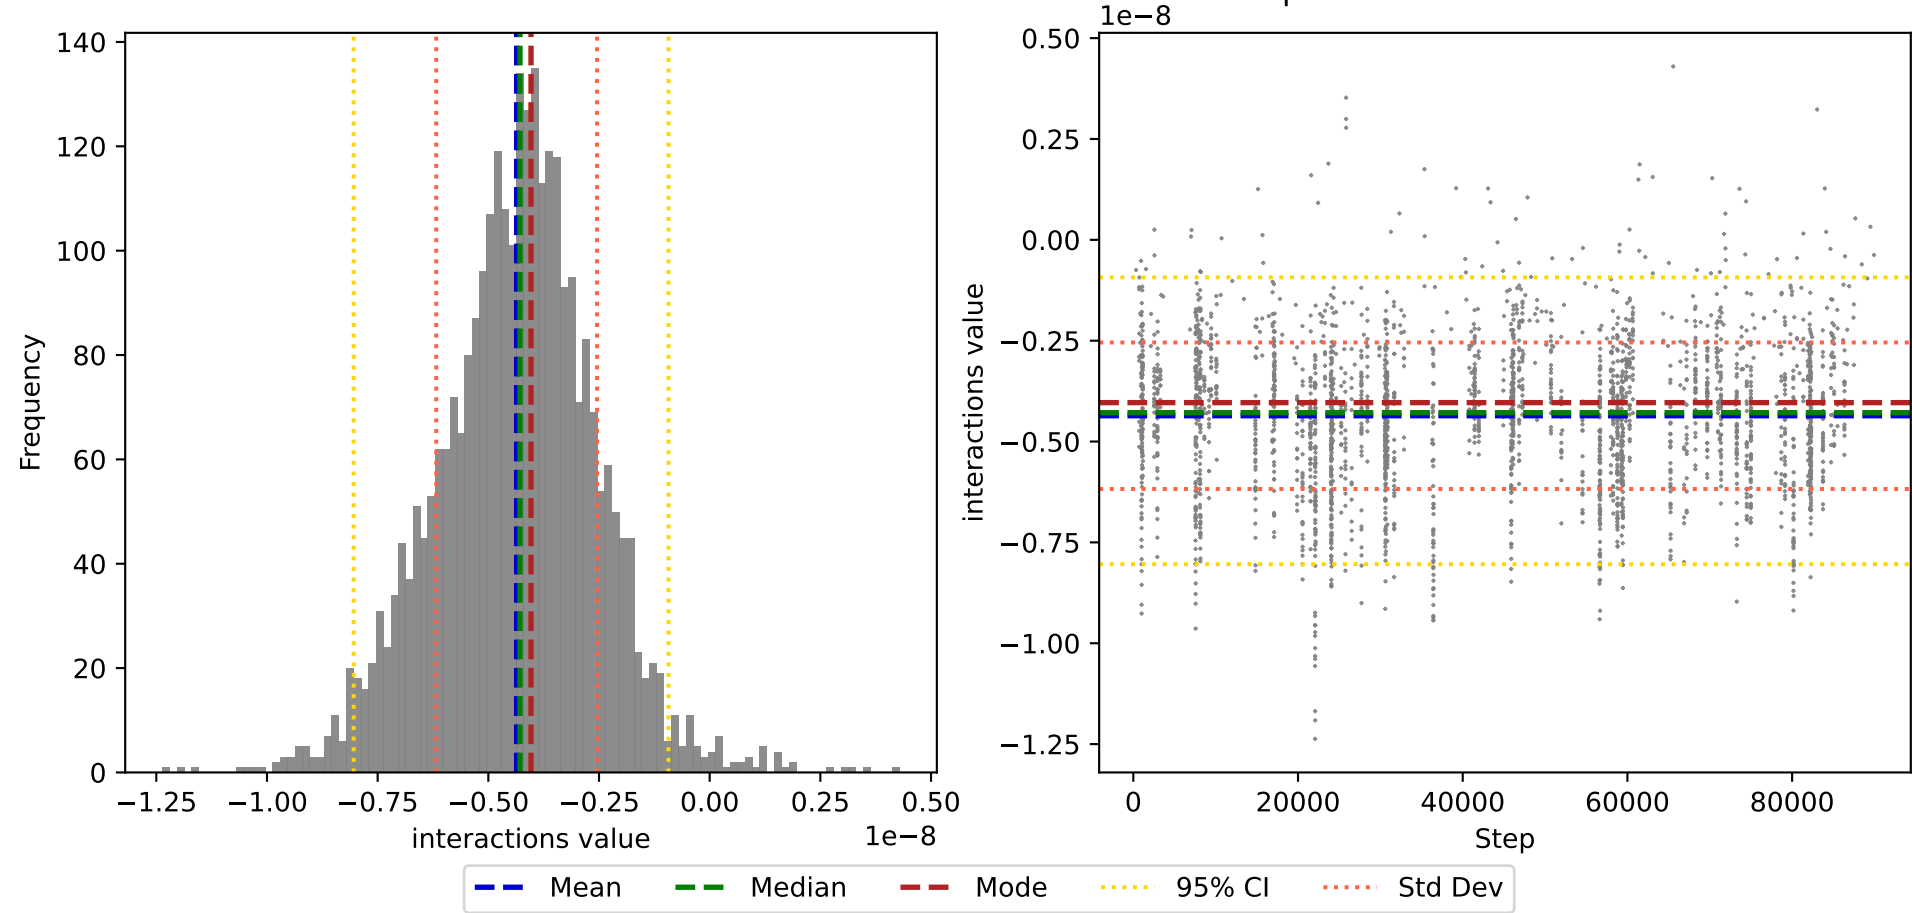 140
120
100
80
60
40
20
0
Frequency
−1.25 −1.00 −0.75 −0.50 −0.25 0.00 0.25 0.50
1e−8
interactions value
1e−8
0.50
0.25
0.00
−0.25
−0.50
−0.75
−1.00
−1.25
interactions value
0 20000 40000 60000 80000
Step
Mean Median Mode 95% CI Std Dev